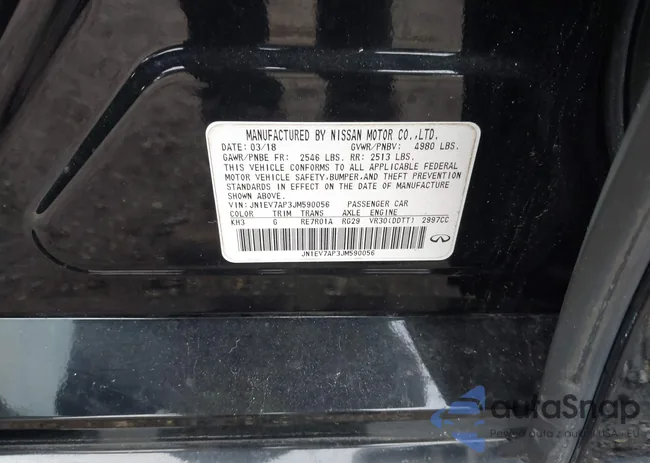 MANUFACTURED BY NISSAN MOTOR CO.,LTD.
DATE: 03/18 GVWR/PNBV: 4980 LBS.
GAWR/PNBE FR: 2546 LBS. RR: 2513 LBS.
THIS VEHICLE CONFORMS TO ALL APPLICABLE FEDERAL
MOTOR VEHICLE SAFETY, BUMPER, AND THEFT PREVENTION
STANDARDS IN EFFECT ON THE DATE OF MANUFACTURE
SHOWN ABOVE.
VIN: JN1EV7AP3JM590056 PASSENGER CAR
COLOR TRIM TRANS AXLE ENGINE
KH3 G RE7R01A RG29 VR30(DDTT) 2997CC
JN1EV7AP3JM590056
autoSnap
auta z USA i EU